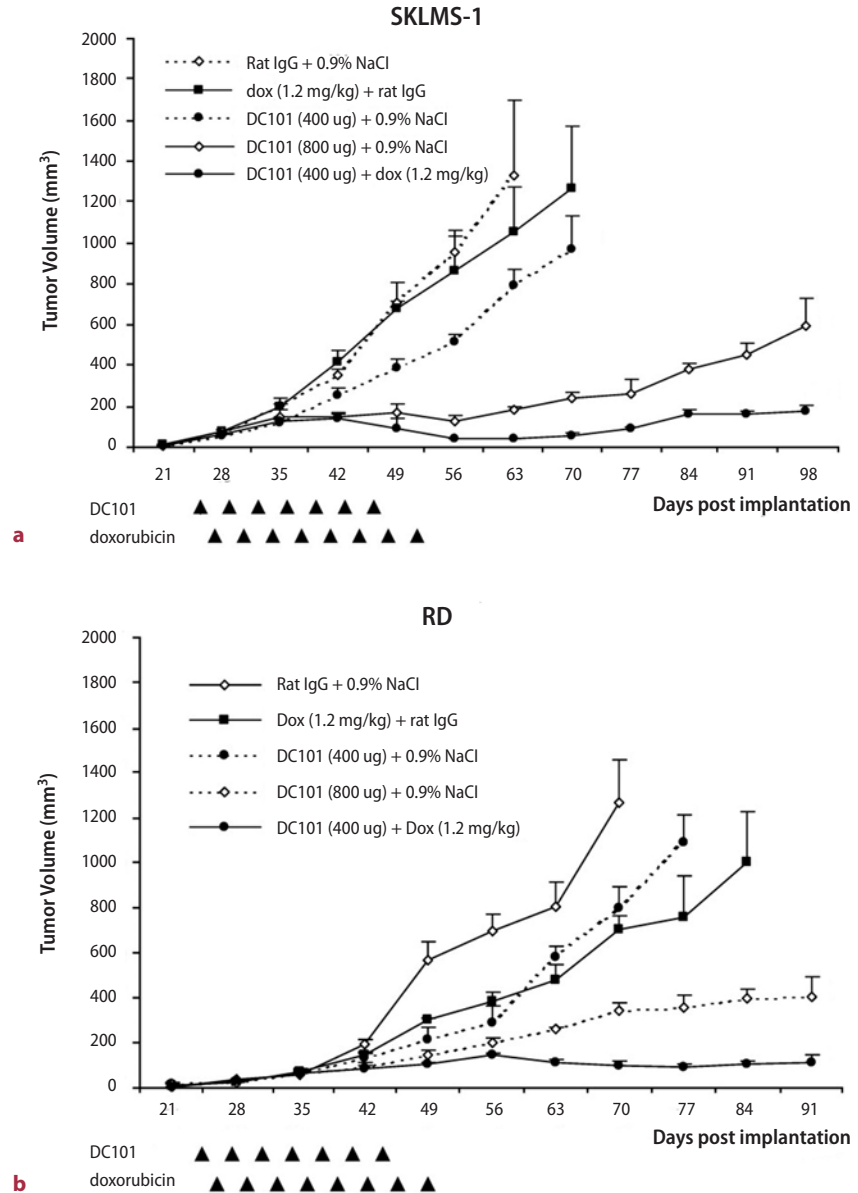 SKLMS-1
2000
1800
1600
1400
1200
1000
800
600
400
200
0
Tumor Volume (mm³)
Rat IgG + 0.9% NaCl
dox (1.2 mg/kg) + rat IgG
DC101 (400 ug) + 0.9% NaCl
DC101 (800 ug) + 0.9% NaCl
DC101 (400 ug) + dox (1.2 mg/kg)
21 28 35 42 49 56 63 70 77 84 91 98
Days post implantation
DC101
doxorubicin
a
RD
2000
1800
1600
1400
1200
1000
800
600
400
200
0
Tumor Volume (mm³)
Rat IgG + 0.9% NaCl
Dox (1.2 mg/kg) + rat IgG
DC101 (400 ug) + 0.9% NaCl
DC101 (800 ug) + 0.9% NaCl
DC101 (400 ug) + Dox (1.2 mg/kg)
21 28 35 42 49 56 63 70 77 84 91
Days post implantation
DC101
doxorubicin
b